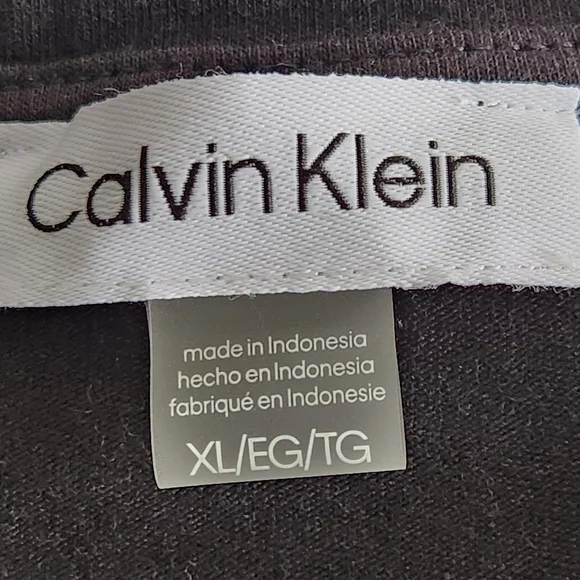 Calvin Klein
made in Indonesia
hecho en Indonesia
fabriqué en Indonesie
XL/EG/TG